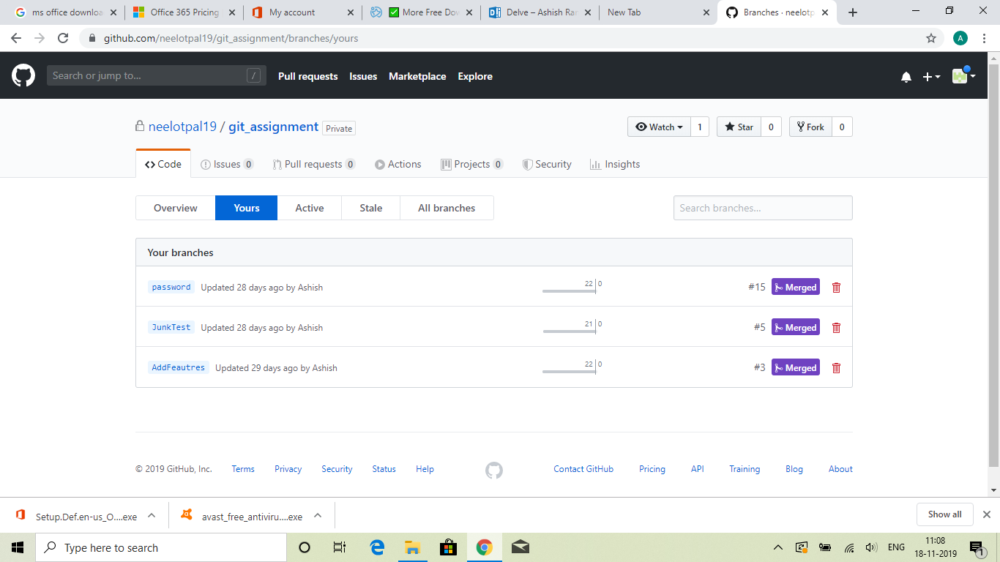 ms office downloa
Office 365 Pricing
My account
More Free Dow
Delve – Ashish Ran
New Tab
Branches · neelotp
github.com/neelotpal19/git_assignment/branches/yours
A
Search or jump to... /
Pull requests Issues Marketplace Explore
neelotpal19 / git_assignment Private
Watch 1 Star 0 Fork 0
Code Issues 0 Pull requests 0 Actions Projects 0 Security Insights
Overview Yours Active Stale All branches Search branches...
Your branches
password Updated 28 days ago by Ashish 22 0 #15 Merged
JunkTest Updated 28 days ago by Ashish 21 0 #5 Merged
AddFeautres Updated 29 days ago by Ashish 22 0 #3 Merged
© 2019 GitHub, Inc. Terms Privacy Security Status Help Contact GitHub Pricing API Training Blog About
Setup.Def.en-us_O....exe avast_free_antiviru....exe Show all
Type here to search ENG 11:08
18-11-2019 1